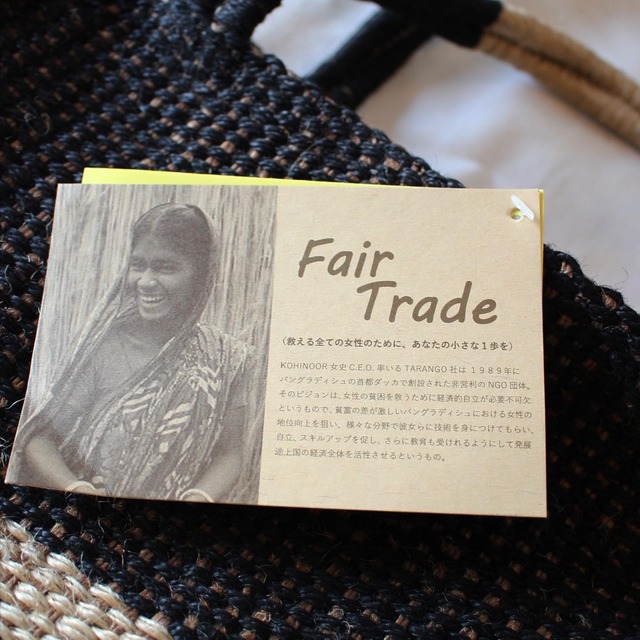 Fair
Trade
(救える全ての女性のために、あなたの小さな1歩を)
KOHINOOR 女史 C.E.O. 率いる TARANGO 社は 1989年に
バングラディシュの首都ダッカで創設された非営利の NGO 団体。
そのビジョンは、女性の貧困を救うために経済的自立が必要不可欠
というもので、貧富の差が激しいバングラディシュにおける女性の
地位向上を狙い、様々な分野で彼女らに技術を身につけてもらい、
自立、スキルアップを促し、さらに教育も受けれるようにして発展
途上国の経済全体を活性させるというもの。